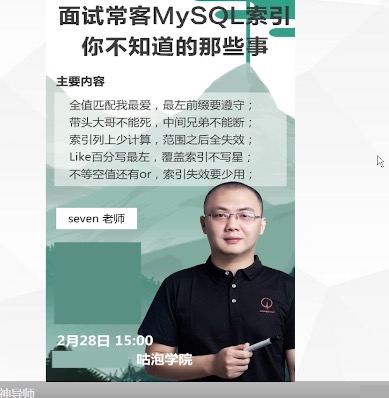 面试常客MySQL索引
你不知道的那些事
主要内容
全值匹配我最爱，最左前缀要遵守；
带头大哥不能死，中间兄弟不能断；
索引列上少计算，范围之后全失效；
Like百分写最左，覆盖索引不写星；
不等空值还有or，索引失效要少用；
seven 老师
2月28日 15:00
咕泡学院
神导师